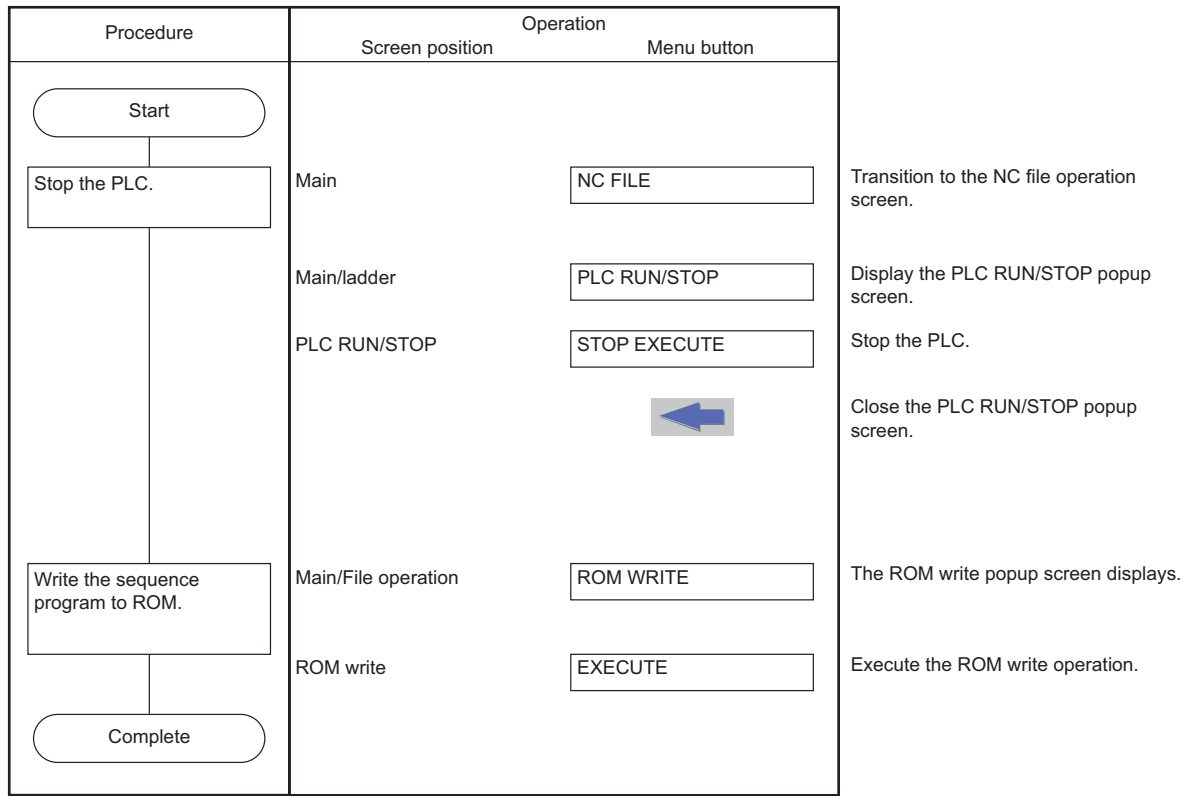 Procedure
Operation
Screen position
Menu button
Start
Stop the PLC.
Main
NC FILE
Transition to the NC file operation
screen.
Main/ladder
PLC RUN/STOP
Display the PLC RUN/STOP popup
screen.
PLC RUN/STOP
STOP EXECUTE
Stop the PLC.
Close the PLC RUN/STOP popup
screen.
Write the sequence
program to ROM.
Main/File operation
ROM WRITE
The ROM write popup screen displays.
ROM write
EXECUTE
Execute the ROM write operation.
Complete